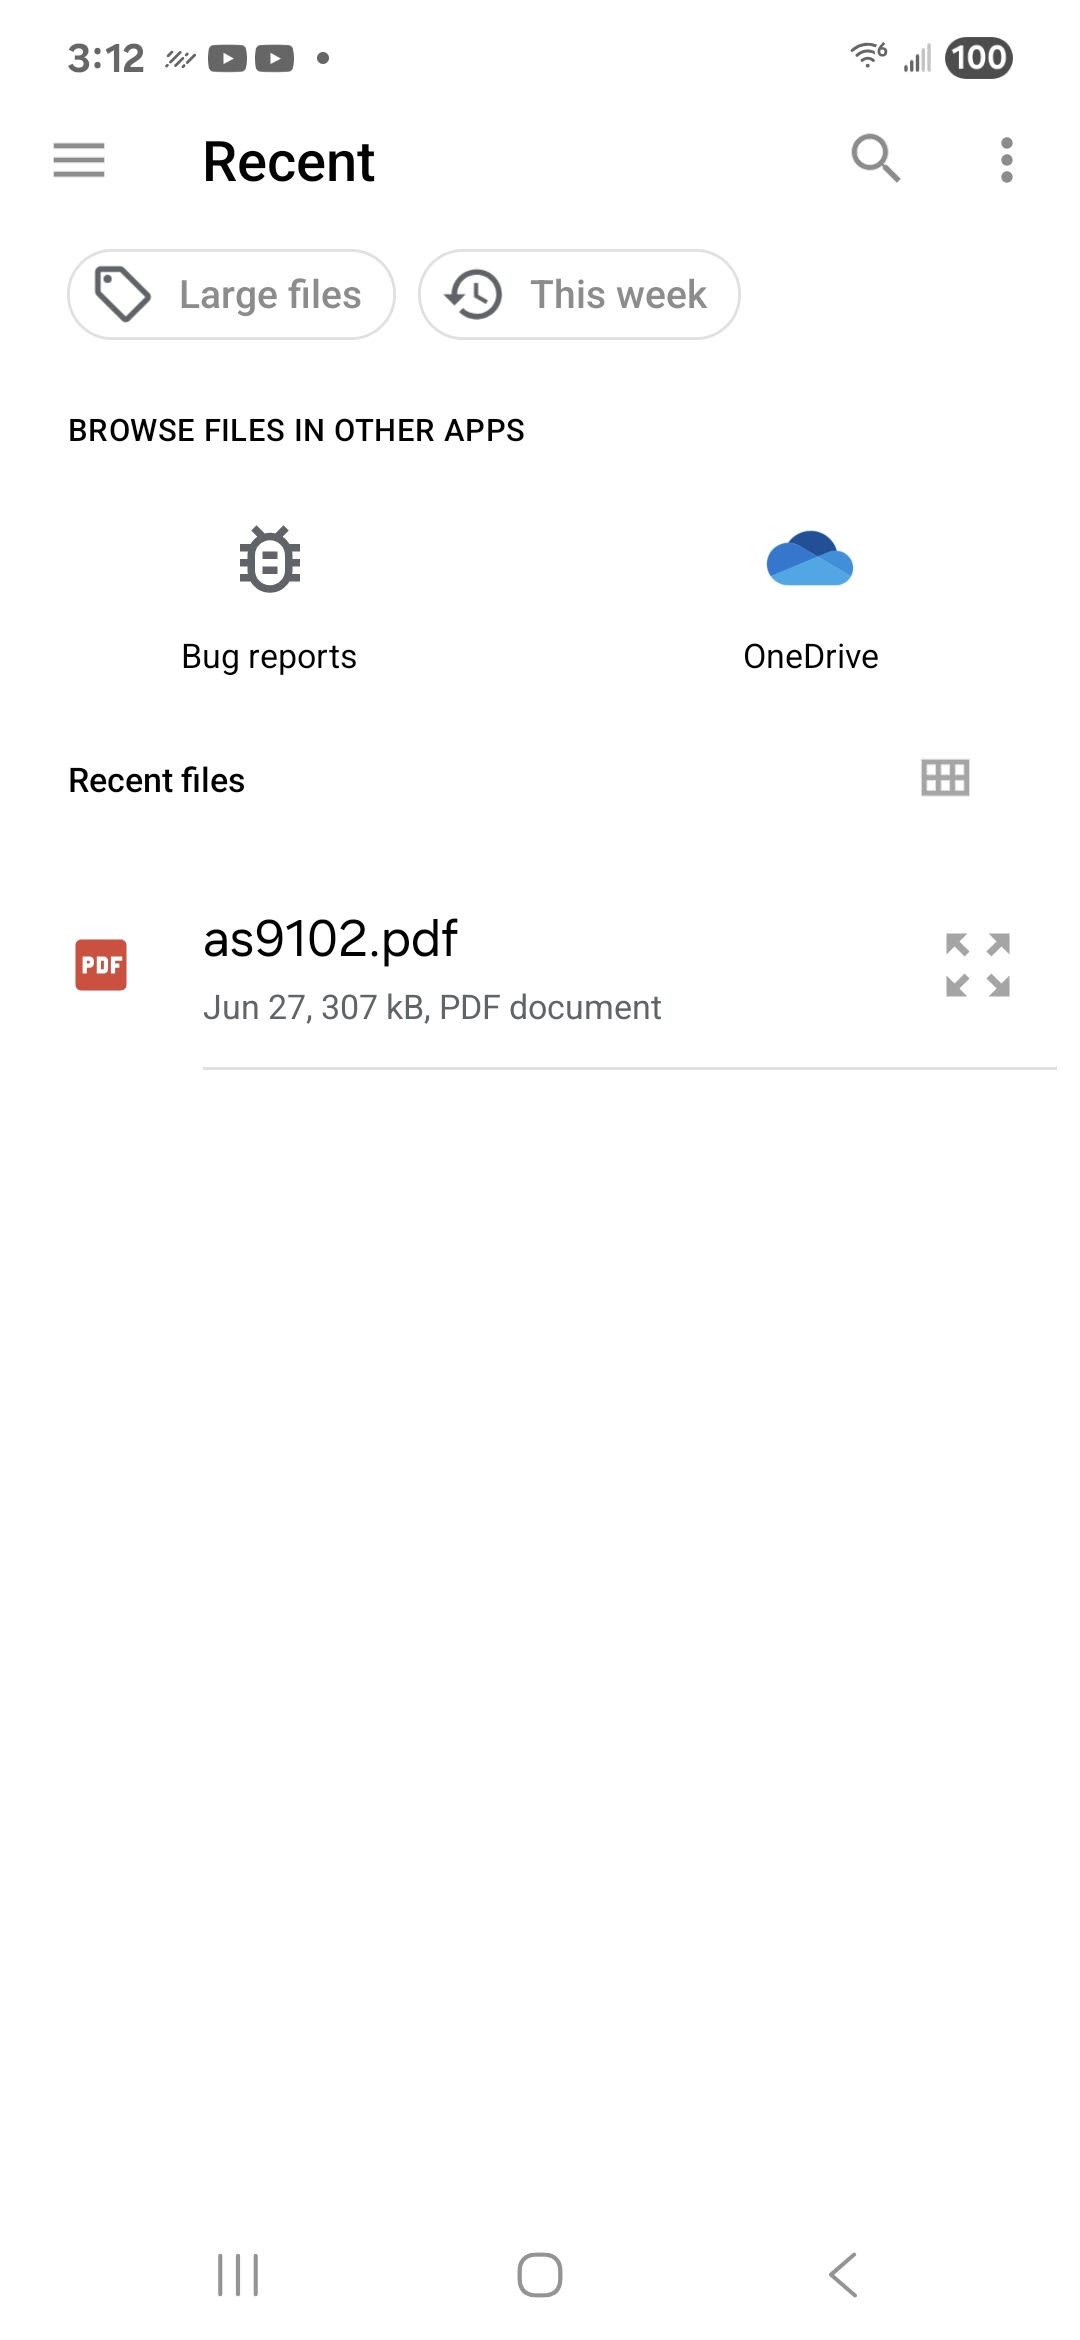 3:12
6
100
Recent
Large files
This week
BROWSE FILES IN OTHER APPS
Bug reports
OneDrive
Recent files
PDF
as9102.pdf
Jun 27, 307 kB, PDF document